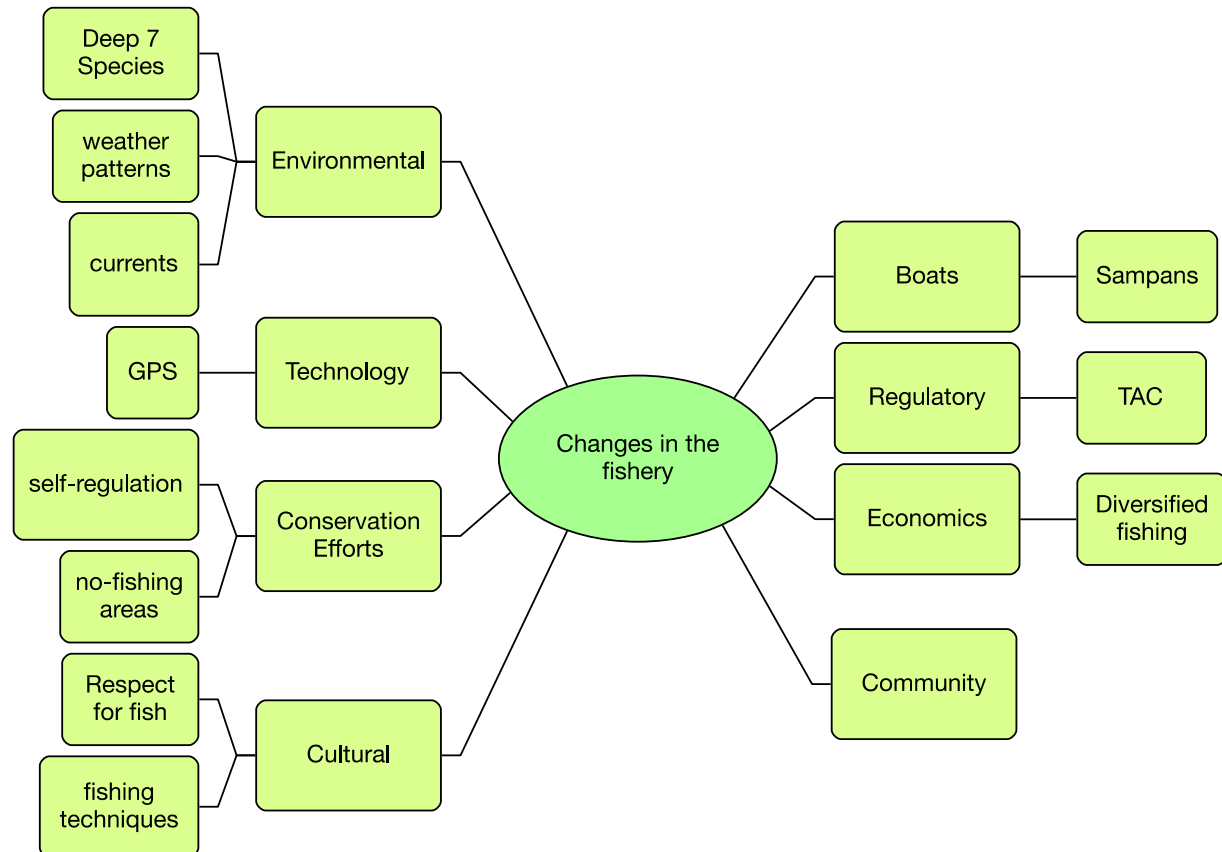 Deep 7
Species
weather
patterns
currents
Environmental
GPS
Technology
self-regulation
no-fishing
areas
Conservation
Efforts
Respect
for fish
fishing
techniques
Cultural
Changes in the
fishery
Boats
Sampans
Regulatory
TAC
Economics
Diversified
fishing
Community